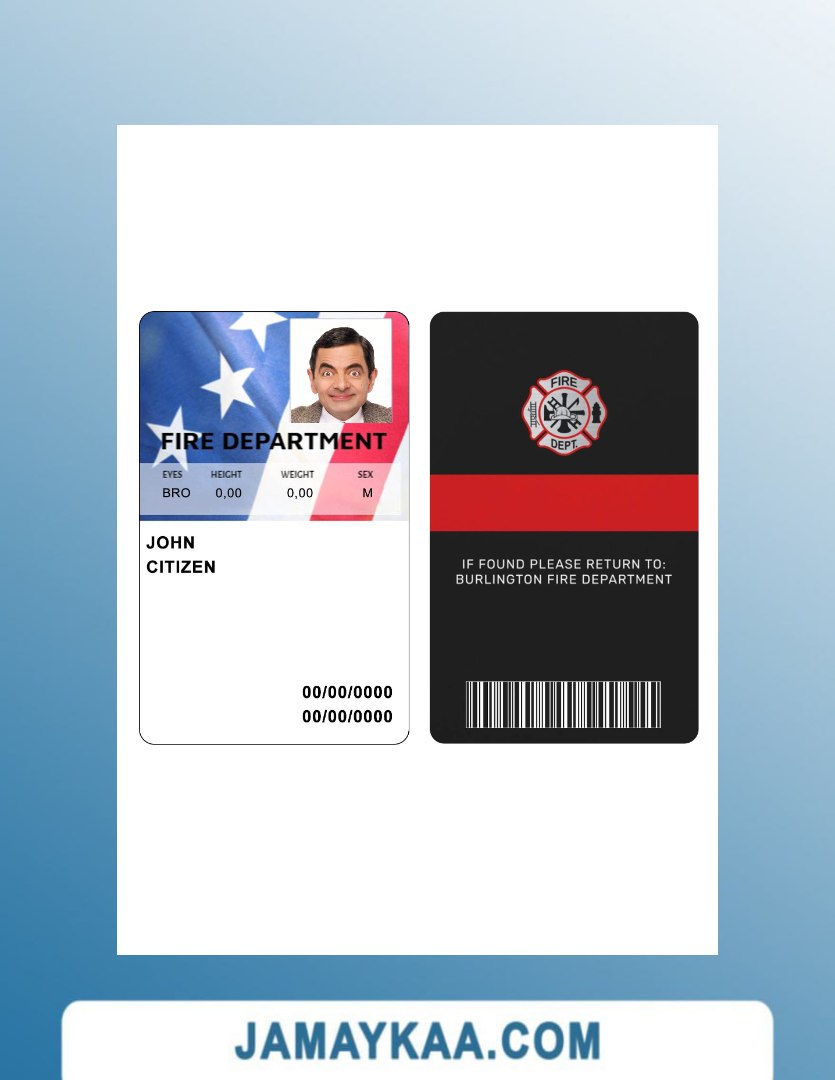 FIRE DEPARTMENT
EYES HEIGHT WEIGHT SEX
BRO 0,00 0,00 M
JOHN
CITIZEN
00/00/0000
00/00/0000
FIRE
DEPT.
IF FOUND PLEASE RETURN TO:
BURLINGTON FIRE DEPARTMENT
JAMAYKAA.COM